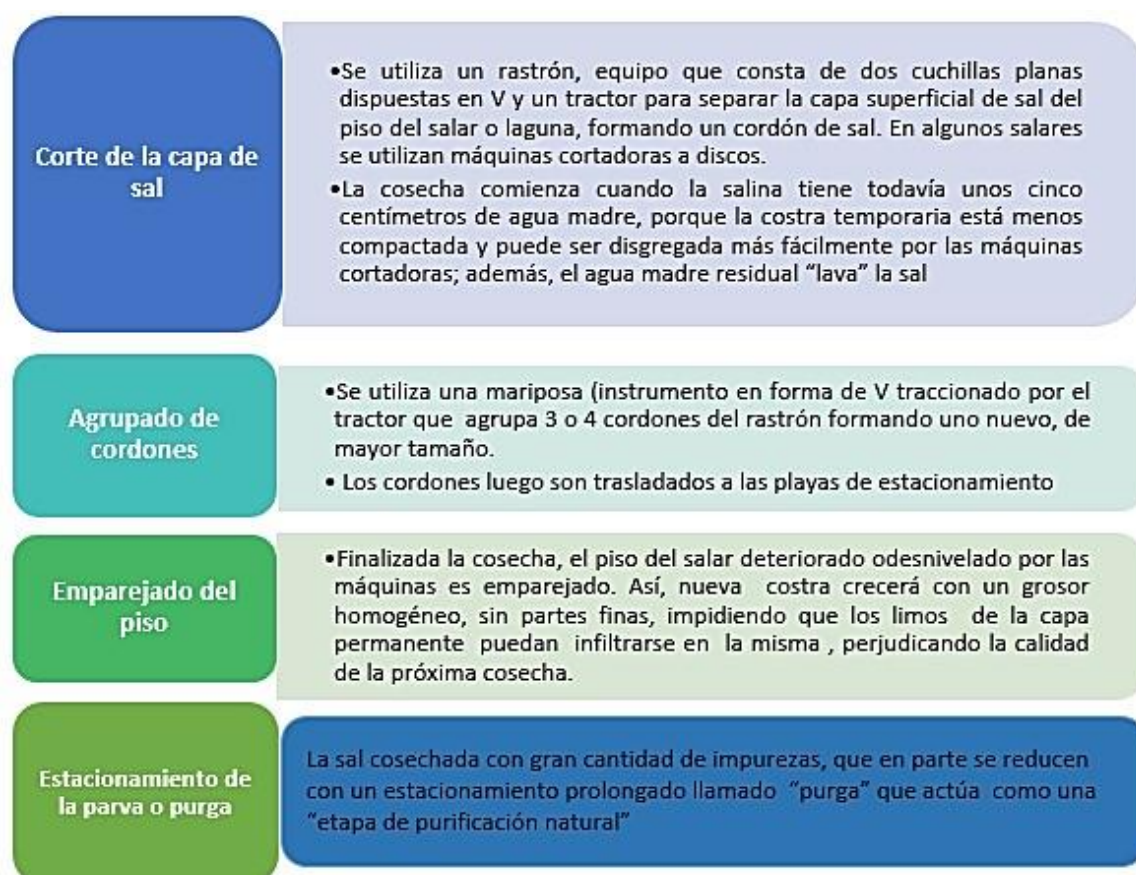 Corte de la capa de
sal
•Se utiliza un rastrón, equipo que consta de dos cuchillas planas
dispuestas en V y un tractor para separar la capa superficial de sal del
piso del salar o laguna, formando un cordón de sal. En algunos salares
se utilizan máquinas cortadoras a discos.
•La cosecha comienza cuando la salina tiene todavía unos cinco
centímetros de agua madre, porque la costra temporaria está menos
compactada y puede ser disgregada más fácilmente por las máquinas
cortadoras; además, el agua madre residual “lava” la sal
Agrupado de
cordones
•Se utiliza una mariposa (instrumento en forma de V traccionado por el
tractor que agrupa 3 o 4 cordones del rastrón formando uno nuevo, de
mayor tamaño.
• Los cordones luego son trasladados a las playas de estacionamiento
Emparejado del
piso
•Finalizada la cosecha, el piso del salar deteriorado odesnivelado por las
máquinas es emparejado. Así, nueva costra crecerá con un grosor
homogéneo, sin partes finas, impidiendo que los limos de la capa
permanente puedan infiltrarse en la misma , perjudicando la calidad
de la próxima cosecha.
Estacionamiento de
la parva o purga
La sal cosechada con gran cantidad de impurezas, que en parte se reducen
con un estacionamiento prolongado llamado “purga” que actúa como una
“etapa de purificación natural”